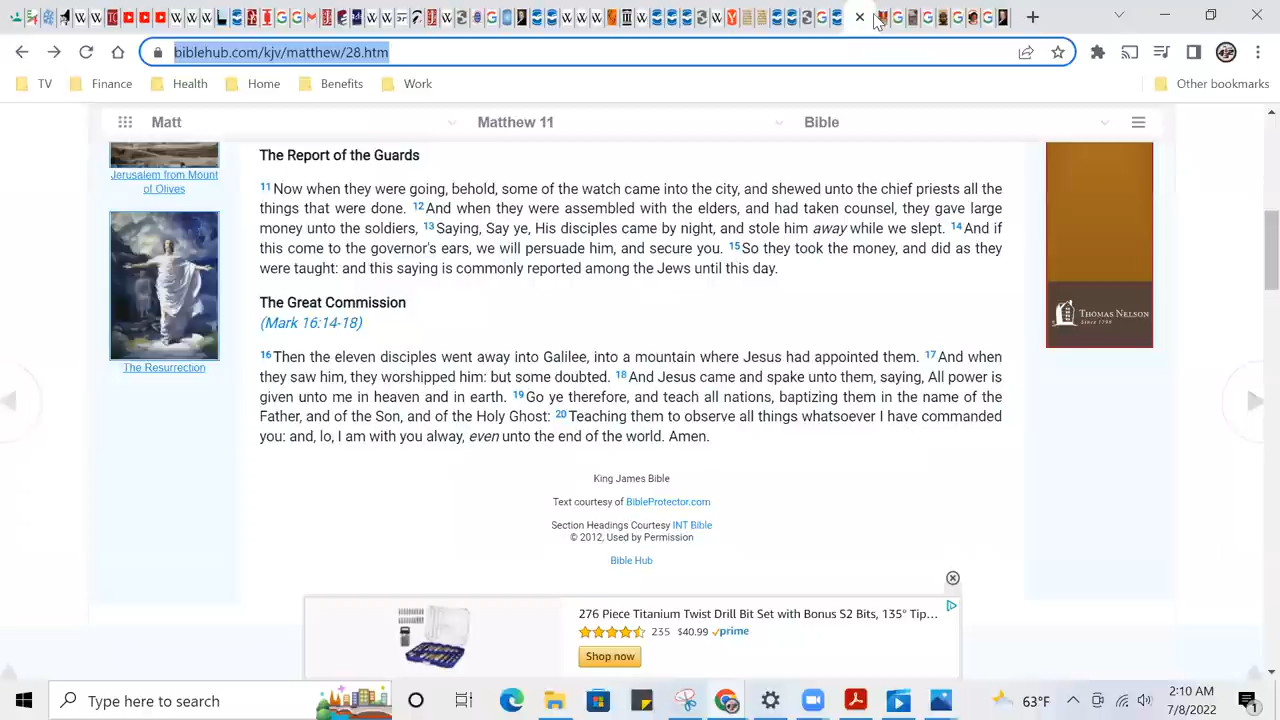 biblehub.com/kjv/matthew/28.htm
TV Finance Health Home Benefits Work Other bookmarks
Matt Matthew 11 Bible
Jerusalem from Mount
of Olives
The Resurrection
The Report of the Guards
11 Now when they were going, behold, some of the watch came into the city, and shewed unto the chief priests all the
things that were done. 12 And when they were assembled with the elders, and had taken counsel, they gave large
money unto the soldiers, 13 Saying, Say ye, His disciples came by night, and stole him away while we slept. 14 And if
this come to the governor's ears, we will persuade him, and secure you. 15 So they took the money, and did as they
were taught: and this saying is commonly reported among the Jews until this day.
The Great Commission
(Mark 16:14-18)
16 Then the eleven disciples went away into Galilee, into a mountain where Jesus had appointed them. 17 And when
they saw him, they worshipped him: but some doubted. 18 And Jesus came and spake unto them, saying, All power is
given unto me in heaven and in earth. 19 Go ye therefore, and teach all nations, baptizing them in the name of the
Father, and of the Son, and of the Holy Ghost: 20 Teaching them to observe all things whatsoever I have commanded
you: and, lo, I am with you alway, even unto the end of the world. Amen.
King James Bible
Text courtesy of BibleProtector.com
Section Headings Courtesy INT Bible
© 2012, Used by Permission
Bible Hub
THOMAS NELSON
Since 1798
276 Piece Titanium Twist Drill Bit Set with Bonus S2 Bits, 135° Tip...
235 $40.99 prime
Shop now
Type here to search
63°F
2:10 AM
7/8/2022
1